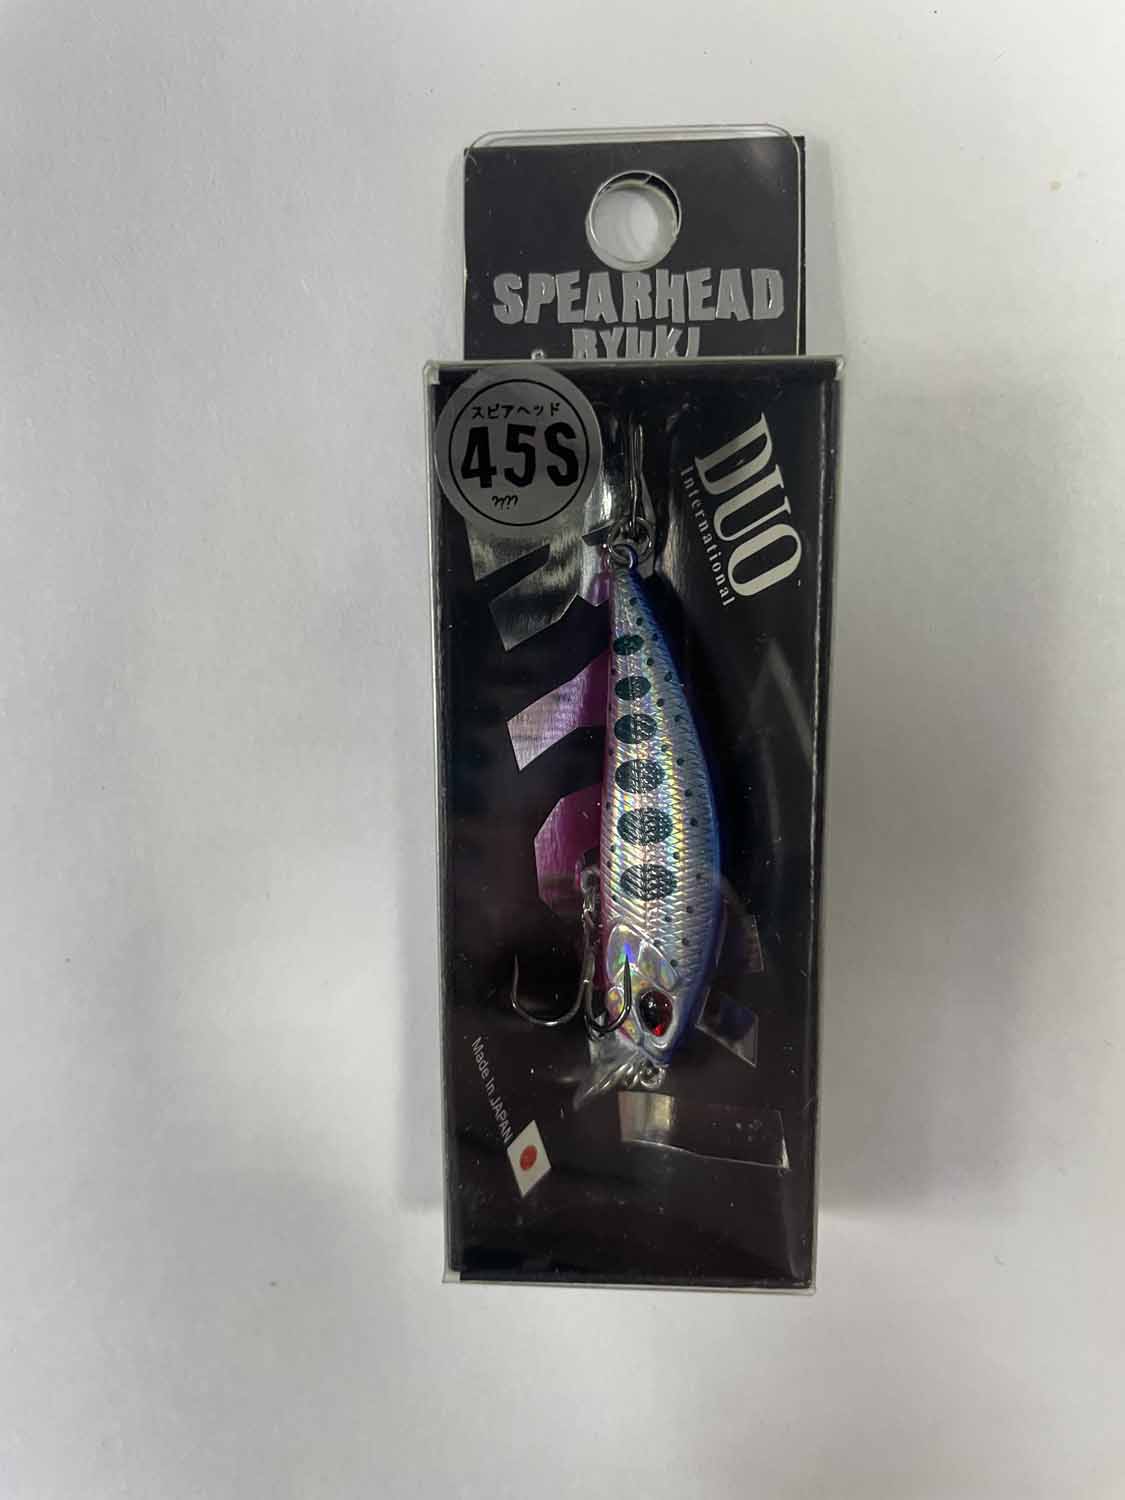 SPEARHEAD
RYUKI
スピアヘッド
45S
DUO
International
Made in JAPAN